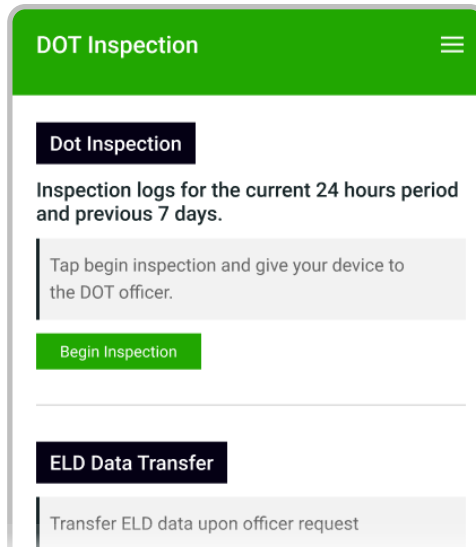 DOT Inspection
Dot Inspection
Inspection logs for the current 24 hours period
and previous 7 days.
Tap begin inspection and give your device to
the DOT officer.
Begin Inspection
ELD Data Transfer
Transfer ELD data upon officer request